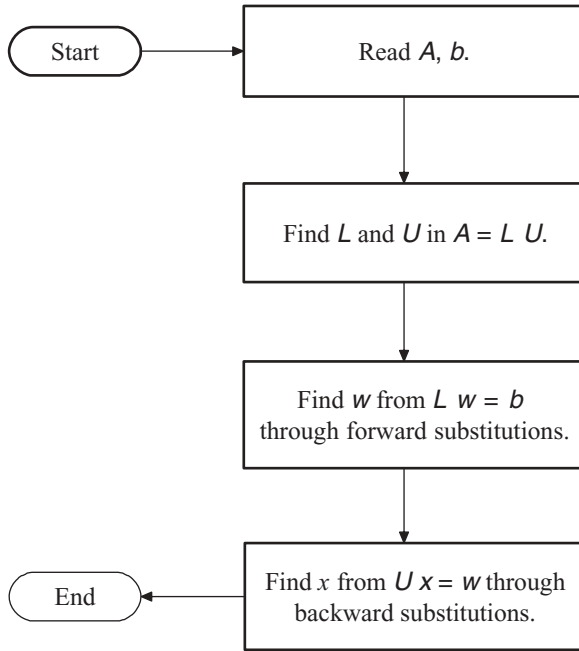 Start
Read A, b.
Find L and U in A = L U.
Find w from L w = b
through forward substitutions.
Find x from U x = w through
backward substitutions.
End